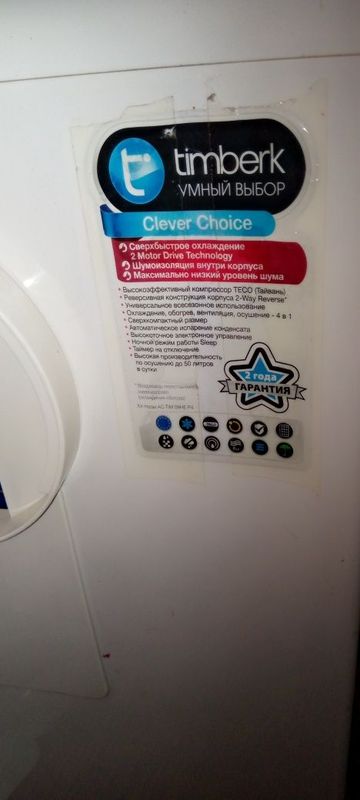 timberk
УМНЫЙ ВЫБОР
Clever Choice
Сверхбыстрое охлаждение
2 Motor Drive Technology
Шумоизоляция внутри корпуса
Максимально низкий уровень шума
• Высокоэффективный компрессор TECO (Тайвань)
• Реверсивная конструкция корпуса 2-Way Reverse*
• Универсальное всесезонное использование
• Охлаждение, обогрев, вентиляция, осушение - 4 в 1
• Сверхкомпактный размер
• Автоматическое испарение конденсата
• Высокоточное электронное управление
• Ночной режим работы Sleep
• Таймер на отключение
• Высокая производительность
по осушению до 50 литров
в сутки
2 года
ГАРАНТИЯ